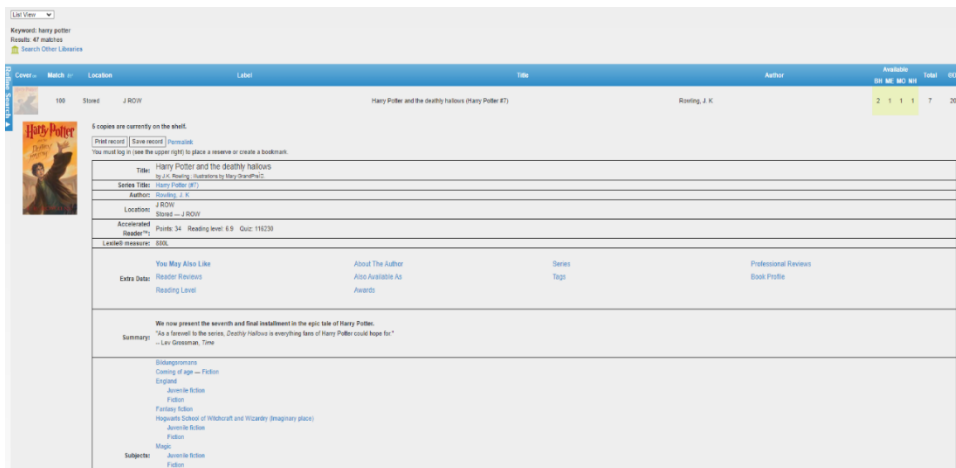 List View
Keyword: harry potter
Results: 47 matches
Search Other Libraries
Refine Search
Cover Match Location Label Title Author Available Total
BH ME MO NH
100 Stored J ROW Harry Potter and the deathly hallows (Harry Potter #7) Rowling, J. K 2 1 1 1 7 20
Harry Potter
5 copies are currently on the shelf.
Print record Save record Permalink
You must log in (see the upper right) to place a reserve or create a bookmark.
Title: Harry Potter and the deathly hallows
by J.K. Rowling ; illustrations by Mary
Series Title: Harry Potter (#7)
Author: Rowling, J. K
Location: J ROW
Stored — J ROW
Accelerated Reader™: Points: 34 Reading level: 6.9 Quiz:
Lexile® measure: 880L
Extra Data:
You May Also Like About The Author Series Professional Reviews
Reader Reviews Also Available As Tags Book Profile
Reading Level Awards
Summary:
We now present the seventh and final installment in the epic tale of Harry Potter.
"As a farewell to the series, Deathly Hallows is everything fans of Harry Potter could hope for."
-- Lev Grossman, Time
Subjects:
Bildungsromans
Coming of age — Fiction
England
Juvenile fiction
Fiction
Fantasy fiction
Hogwarts School of Witchcraft and Wizardry (Imaginary place)
Juvenile fiction
Fiction
Magic
Juvenile fiction
Fiction